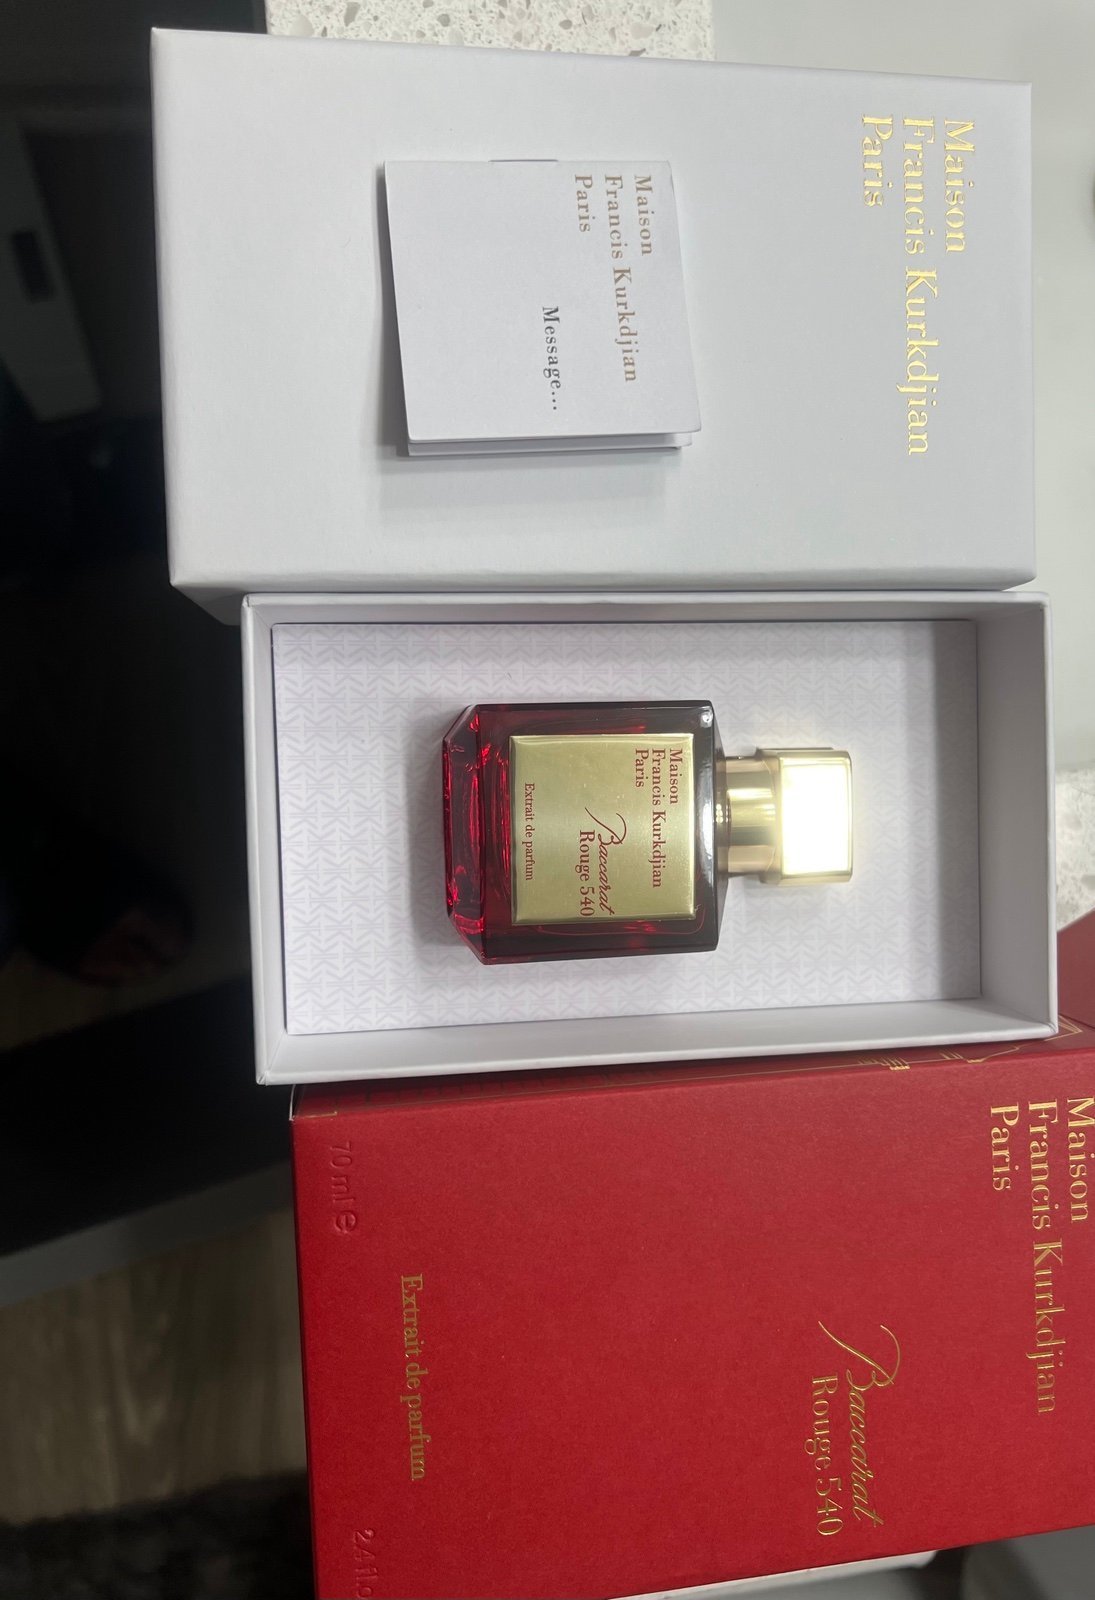 Maison
Francis Kurkdjian
Paris
Maison
Francis Kurkdjian
Paris
Message...
Maison
Francis Kurkdjian
Paris
Baccarat
Rouge 540
Extrait de parfum
Maison
Francis Kurkdjian
Paris
Baccarat
Rouge 540
Extrait de parfum
70 ml ℮